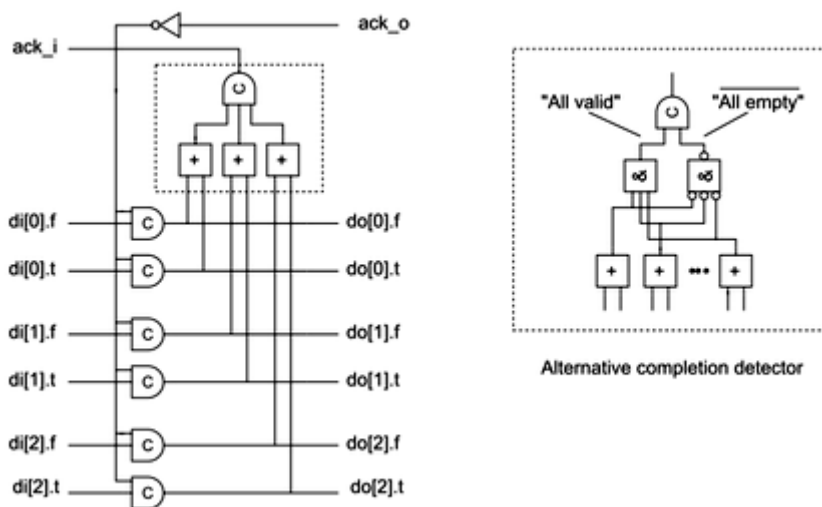 ack_o
ack_i
C
+ + +
di[0].f C do[0].f
di[0].t C do[0].t
di[1].f C do[1].f
di[1].t C do[1].t
di[2].f C do[2].f
di[2].t C do[2].t
"All valid" C "All empty"
& &
+ + ••• +
Alternative completion detector